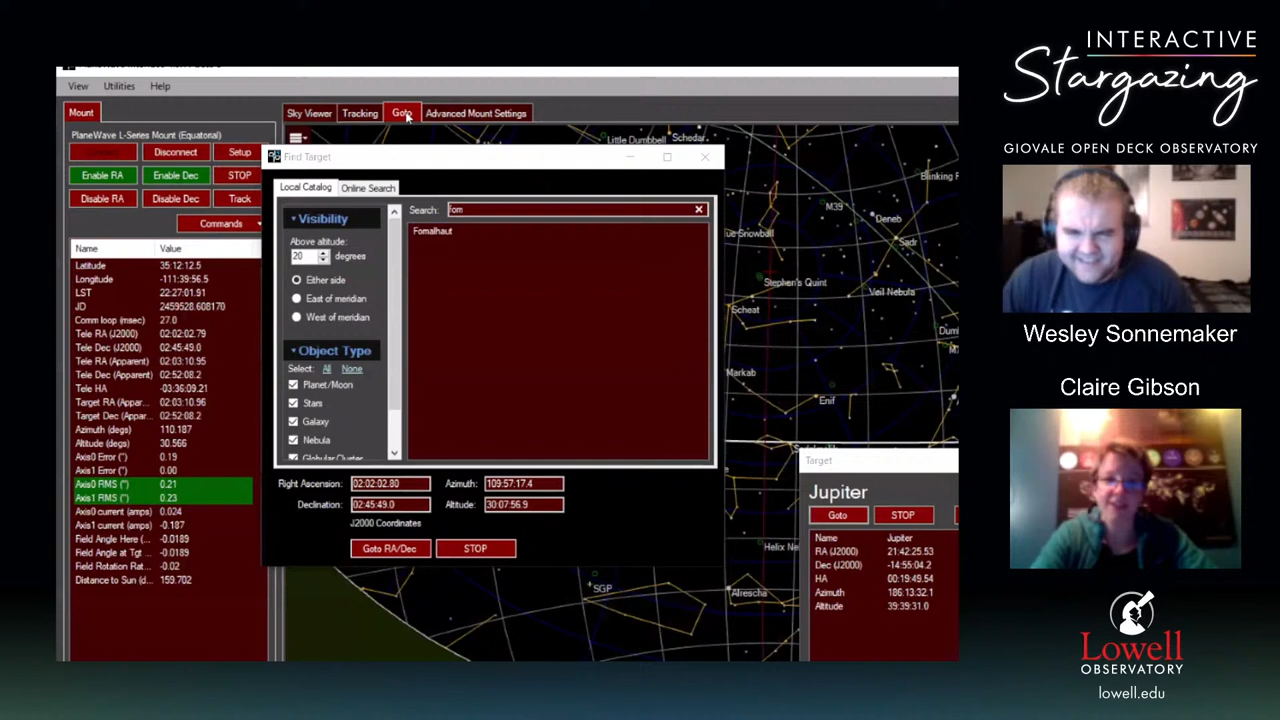 INTERACTIVE
Stargazing
GIOVALE OPEN DECK OBSERVATORY
View Utilities Help
Mount
Sky Viewer Tracking Goto Advanced Mount Settings
PlaneWave L-Series Mount (Equatorial)
Disconnect Setup
Enable RA Enable Dec STOP
Disable RA Disable Dec Track
Commands
Name Value
Latitude 35:12:12.5
Longitude -111:39:56.5
LST 22:27:01.91
JD 2459528.608170
Comm loop (msec) 27.0
Tele RA (J2000) 02:02:02.79
Tele Dec (J2000) 02:45:49.0
Tele RA (Apparent) 02:03:10.95
Tele Dec (Apparent) 02:52:08.2
Tele HA -03:36:09.21
Target RA (Appar... 02:03:10.95
Target Dec (Appar... 02:52:08.2
Azimuth (degs) 110.187
Altitude (degs) 30.566
Axis0 Error (") 0.19
Axis1 Error (") 0.00
Axis0 RMS (") 0.21
Axis1 RMS (") 0.23
Axis0 current (amps) 0.024
Axis1 current (amps) -0.187
Field Angle Here (... -0.0189
Field Angle at Tgt ... -0.0189
Field Rotation Rat... -0.02
Distance to Sun (d... 159.702
Find Target
Local Catalog Online Search
Visibility
Above altitude:
20 degrees
Either side
East of meridian
West of meridian
Object Type
Select: All None
Planet/Moon
Stars
Galaxy
Nebula
Globular Cluster
Search: fom
Fomalhaut
Right Ascension: 02:02:02.80 Azimuth: 109:57:17.4
Declination: 02:45:49.0 Altitude: 30:07:56.9
J2000 Coordinates
Goto RA/Dec STOP
Little Dumbbell Schedar
Blinking
M39
Deneb
ue Snowball
Sadr
Stephen's Quint
Veil Nebula
Scheat
Markab
Enif
Helix Ne
SGP
Alrescha
Target
Jupiter
Goto STOP
Name Jupiter
RA (J2000) 21:42:25.53
Dec (J2000) -14:55:04.2
HA 00:19:49.54
Azimuth 186:13:32.1
Altitude 39:39:31.0
Wesley Sonnemaker
Claire Gibson
Lowell
OBSERVATORY
lowell.edu